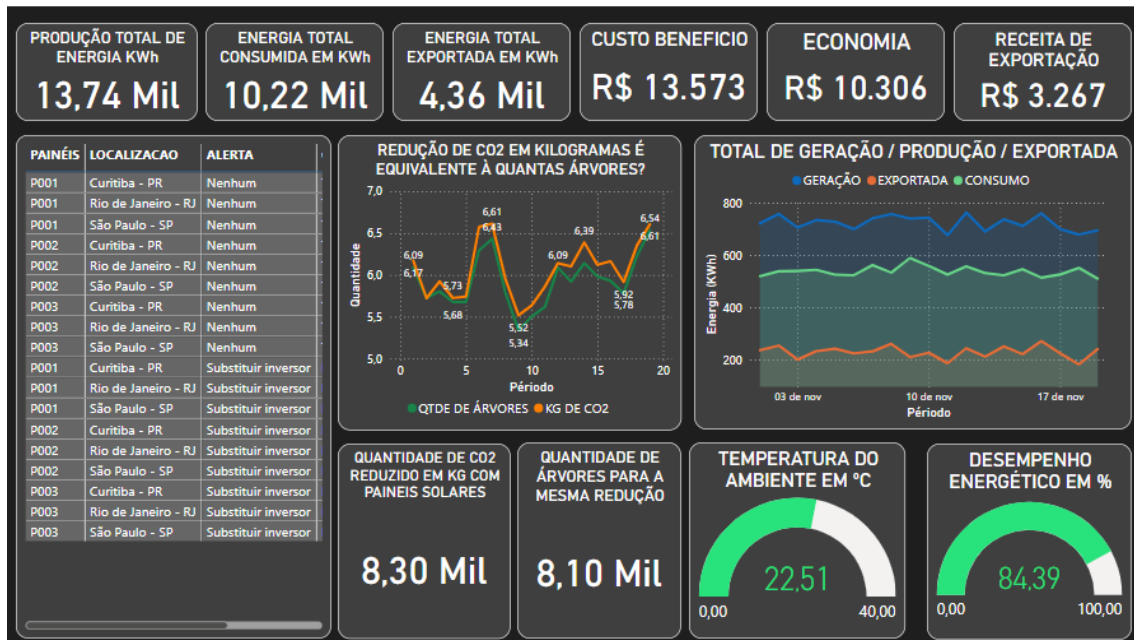 PRODUÇÃO TOTAL DE
ENERGIA KWh
13,74 Mil
ENERGIA TOTAL
CONSUMIDA EM KWh
10,22 Mil
ENERGIA TOTAL
EXPORTADA EM KWh
4,36 Mil
CUSTO BENEFICIO
R$ 13.573
ECONOMIA
R$ 10.306
RECEITA DE
EXPORTAÇÃO
R$ 3.267
PAINÉIS LOCALIZACAO ALERTA
P001 Curitiba - PR Nenhum
P001 Rio de Janeiro - RJ Nenhum
P001 São Paulo - SP Nenhum
P002 Curitiba - PR Nenhum
P002 Rio de Janeiro - RJ Nenhum
P002 São Paulo - SP Nenhum
P003 Curitiba - PR Nenhum
P003 Rio de Janeiro - RJ Nenhum
P003 São Paulo - SP Nenhum
P001 Curitiba - PR Substituir inversor
P001 Rio de Janeiro - RJ Substituir inversor
P001 São Paulo - SP Substituir inversor
P002 Curitiba - PR Substituir inversor
P002 Rio de Janeiro - RJ Substituir inversor
P002 São Paulo - SP Substituir inversor
P003 Curitiba - PR Substituir inversor
P003 Rio de Janeiro - RJ Substituir inversor
P003 São Paulo - SP Substituir inversor
REDUÇÃO DE CO2 EM KILOGRAMAS É
EQUIVALENTE À QUANTAS ÁRVORES?
Quantidade
7,0
6,5
6,0
5,5
5,0
6,09
6,17
5,73
5,68
6,61
6,43
5,52
5,34
6,09
6,39
5,92
5,78
6,54
6,61
0 5 10 15 20
Período
QTDE DE ÁRVORES KG DE CO2
TOTAL DE GERAÇÃO / PRODUÇÃO / EXPORTADA
GERAÇÃO EXPORTADA CONSUMO
Energia (KWh)
800
600
400
200
03 de nov 10 de nov 17 de nov
Período
QUANTIDADE DE CO2
REDUZIDO EM KG COM
PAINEIS SOLARES
8,30 Mil
QUANTIDADE DE
ÁRVORES PARA A
MESMA REDUÇÃO
8,10 Mil
TEMPERATURA DO
AMBIENTE EM ºC
22,51
0,00 40,00
DESEMPENHO
ENERGÉTICO EM %
84,39
0,00 100,00